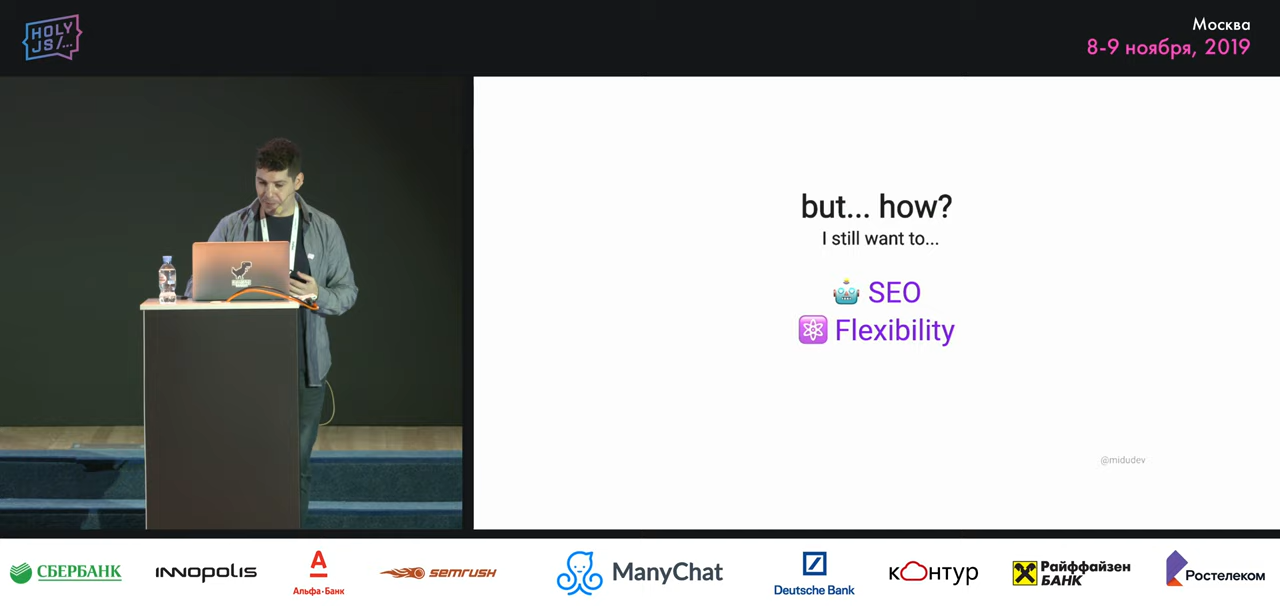 HOLY
JS/...
Москва
8-9 ноября, 2019
but... how?
I still want to...
SEO
Flexibility
@midudev
СБЕРБАНК
INNOPOLIS
А
Альфа·Банк
semrush
ManyChat
Deutsche Bank
кОнтур
Райффайзен
БАНК
Ростелеком